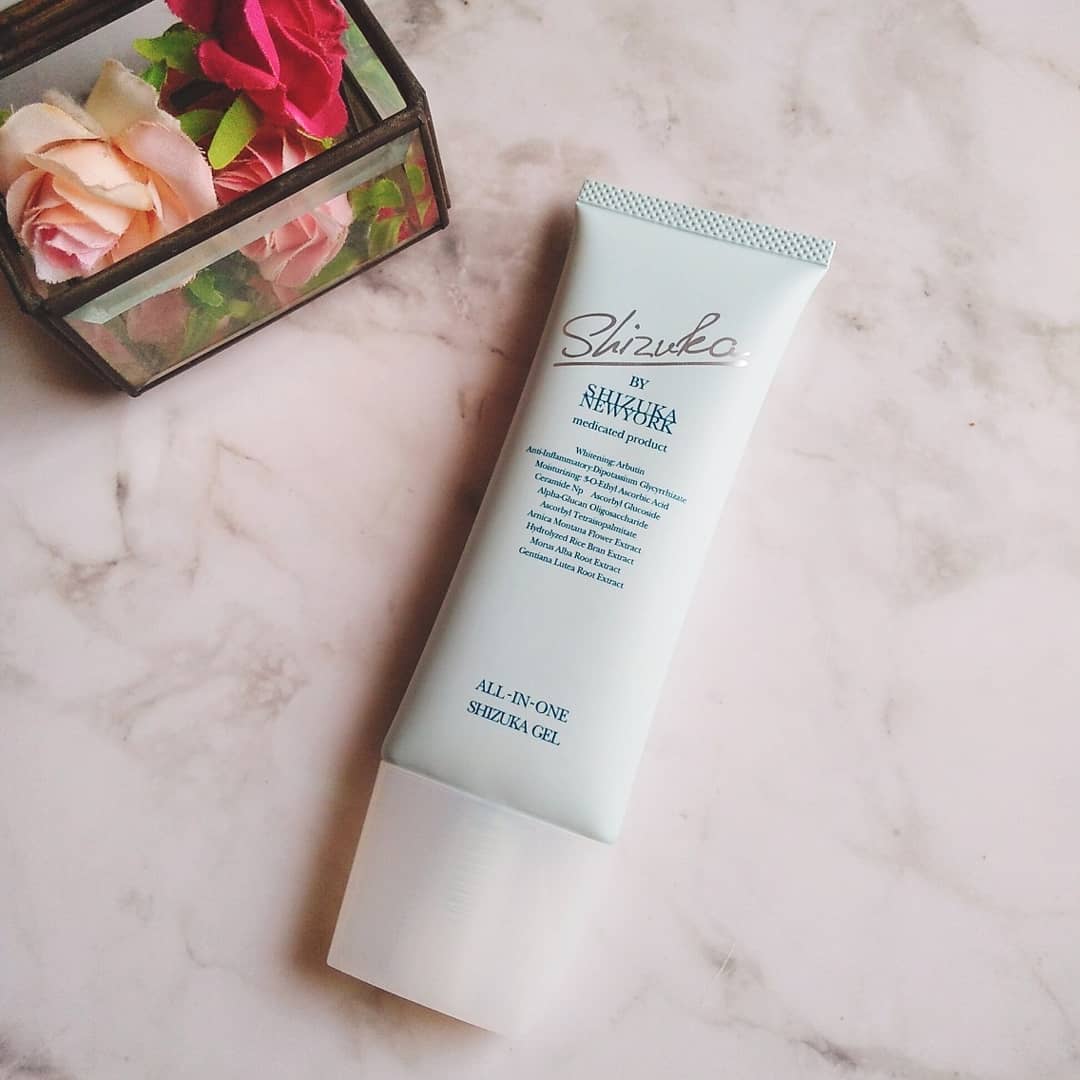 Shizuka
BY
SHIZUKA
NEWYORK
medicated product
Whitening: Arbutin
Anti-Inflammatory:Dipotassium Glycyrrhizate
Moisturizing: 3-O-Ethyl Ascorbic Acid
Ceramide Np Ascorbyl Glucoside
Alpha-Glucan Oligosaccharide
Ascorbyl Tetraisopalmitate
Arnica Montana Flower Extract
Hydrolyzed Rice Bran Extract
Morus Alba Root Extract
Gentiana Lutea Root Extract
ALL-IN-ONE
SHIZUKA GEL